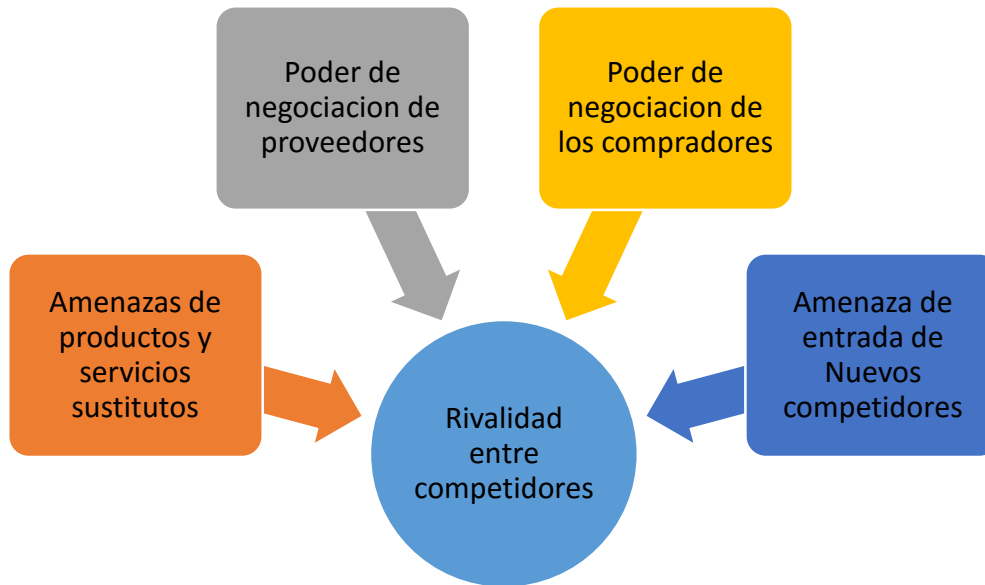 Poder de
negociacion de
proveedores
Poder de
negociacion de
los compradores
Amenazas de
productos y
servicios
sustitutos
Amenaza de
entrada de
Nuevos
competidores
Rivalidad
entre
competidores